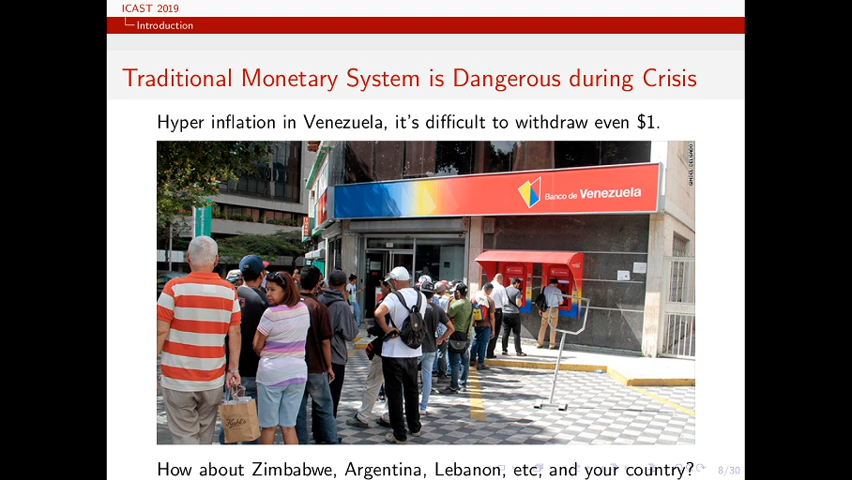 ICAST 2019
Introduction
Traditional Monetary System is Dangerous during Crisis
Hyper inflation in Venezuela, it's difficult to withdraw even $1.
Banco de Venezuela
How about Zimbabwe, Argentina, Lebanon, etc, and your country?
8/30